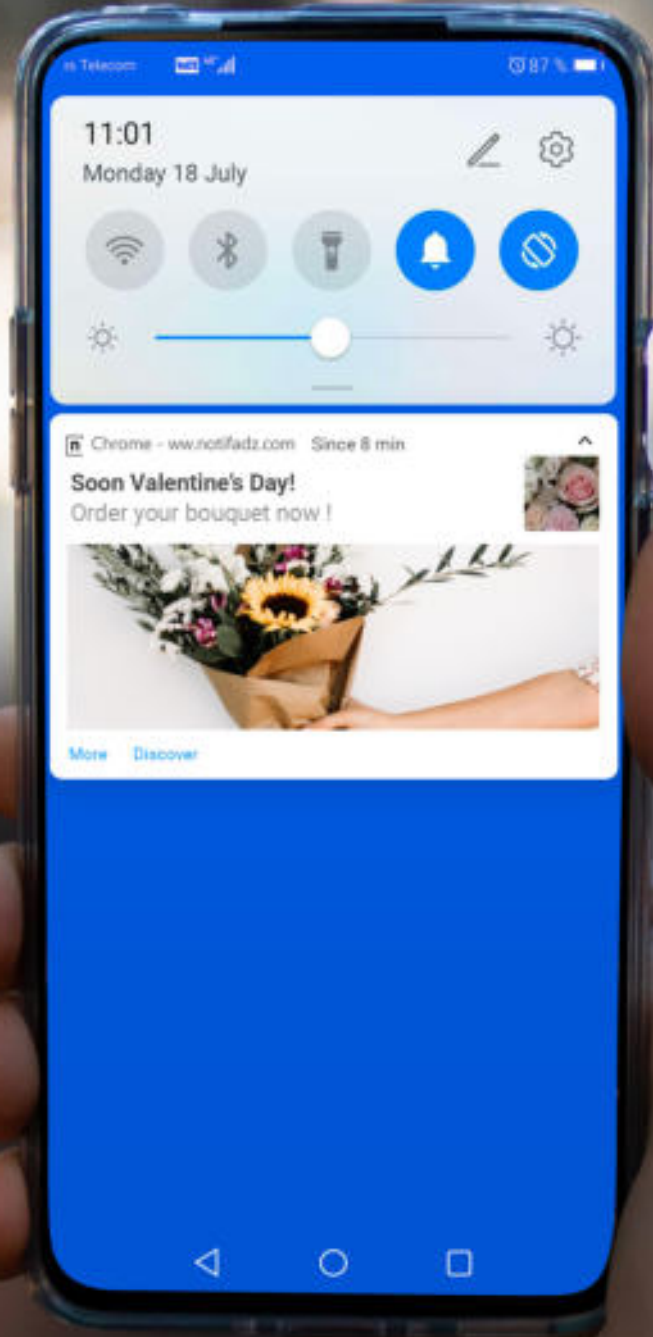 Telecom
87 %
11:01
Monday 18 July
n Chrome - ww.notifadz.com Since 8 min
Soon Valentine's Day!
Order your bouquet now !
More Discover